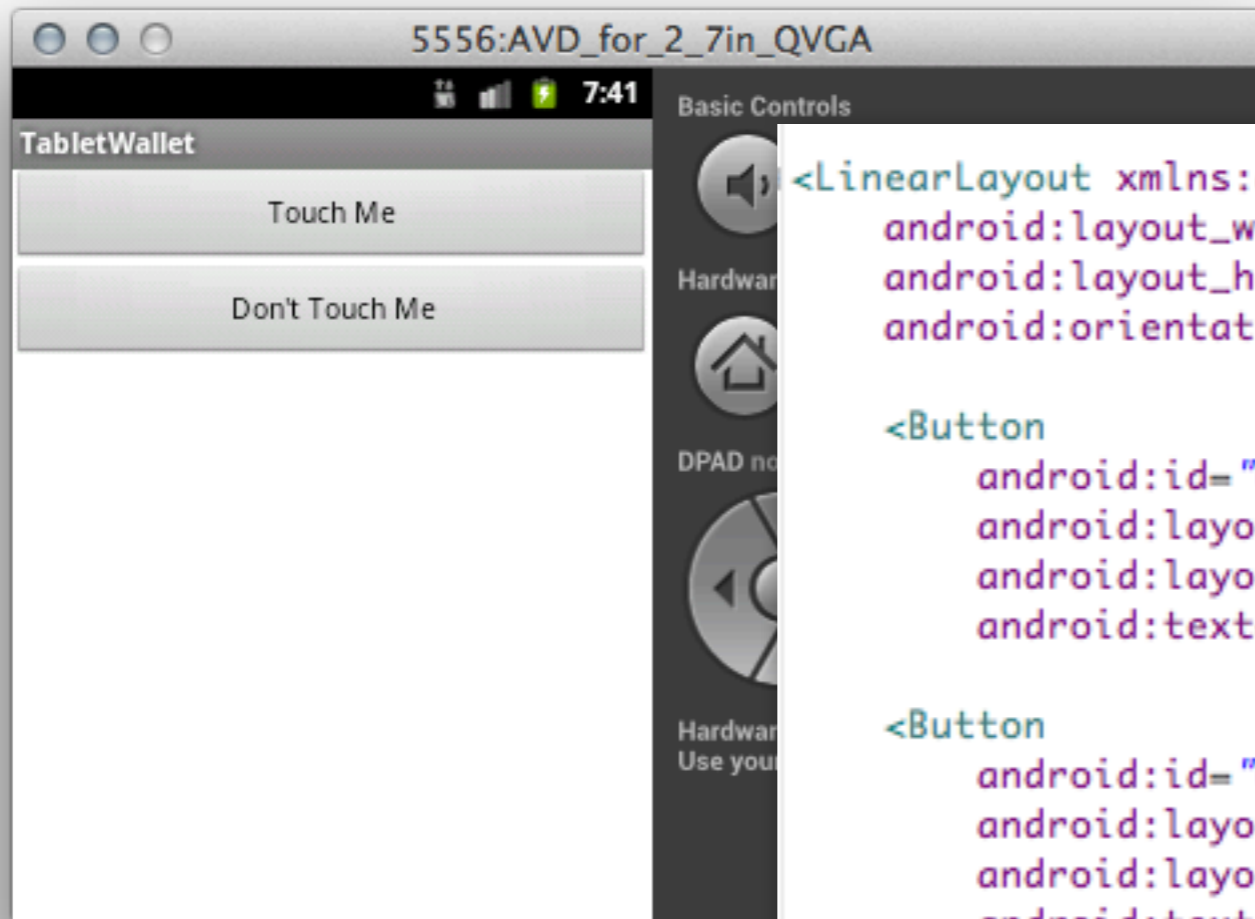 5556:AVD_for_2_7in_QVGA
7:41
TabletWallet
Touch Me
Don't Touch Me
Basic Controls
Hardwar
DPAD no
Hardwar
Use your
<LinearLayout xmlns:
android:layout_w
android:layout_h
android:orientat
<Button
android:id="
android:layo
android:layo
android:text
<Button
android:id="
android:layo
android:layo
android:text